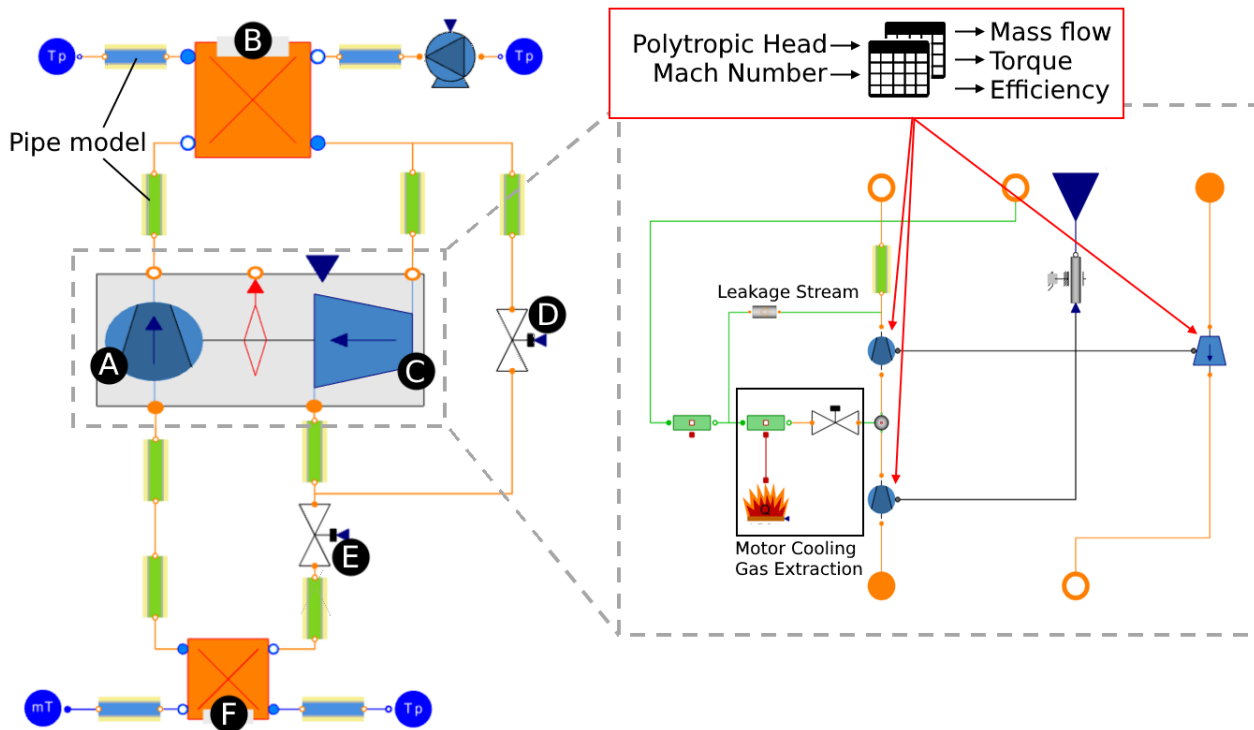 Tp
B
Tp
Polytropic Head
Mach Number
Mass flow
Torque
Efficiency
Pipe model
Leakage Stream
D
A
C
Q
E
Motor Cooling
Gas Extraction
mT
F
Tp